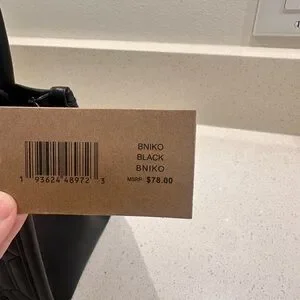 BNIKO
BLACK
BNIKO
1 93624 48972 3
MSRP $78.00